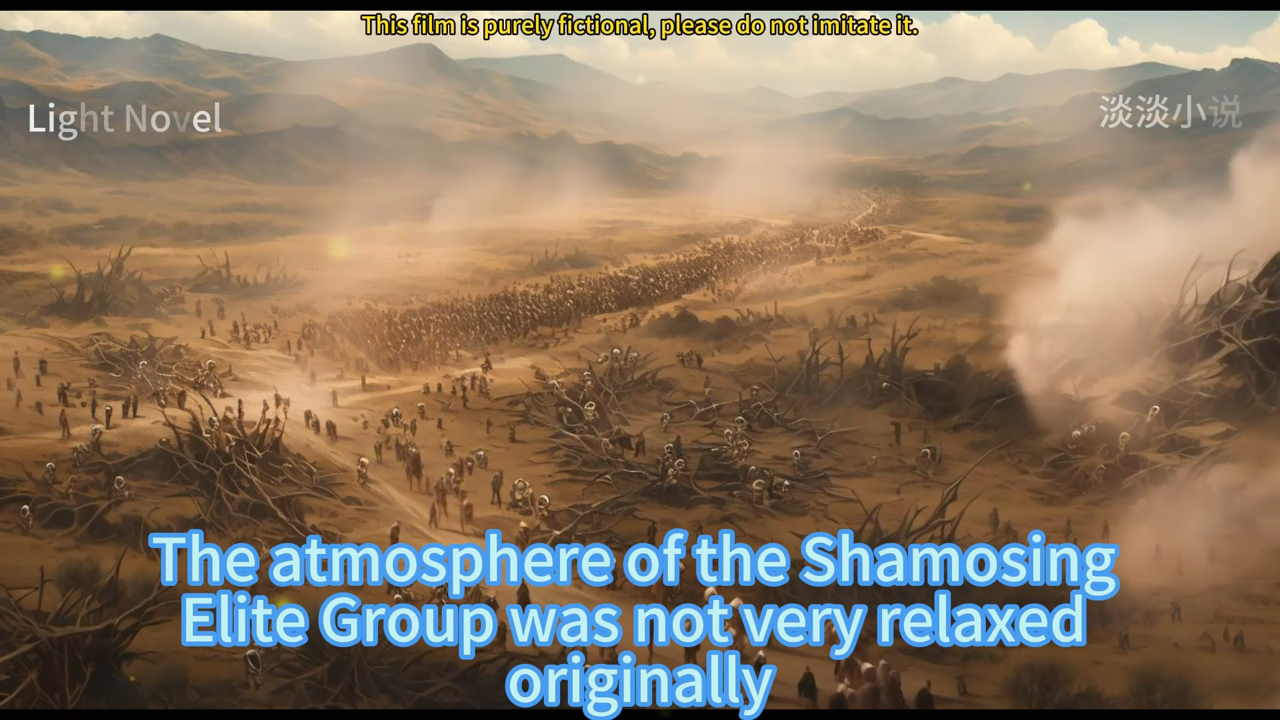 This film is purely fictional, please do not imitate it.
Light Novel
淡淡小说
The atmosphere of the Shamosing
Elite Group was not very relaxed
originally